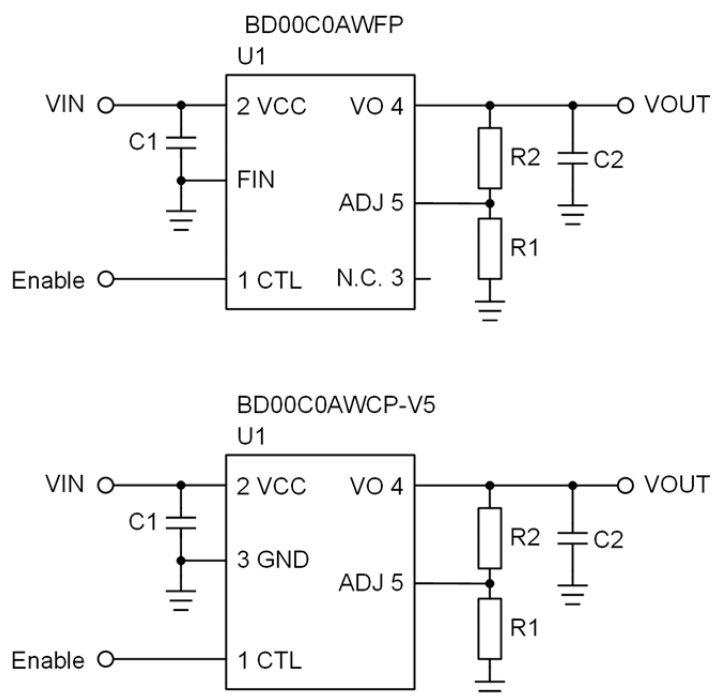 BD00C0AWFP
U1
VIN
2 VCC
VO 4
VOUT
C1
R2
C2
FIN
ADJ 5
R1
Enable
1 CTL
N.C. 3
BD00C0AWCP-V5
U1
VIN
2 VCC
VO 4
VOUT
C1
R2
C2
3 GND
ADJ 5
R1
Enable
1 CTL